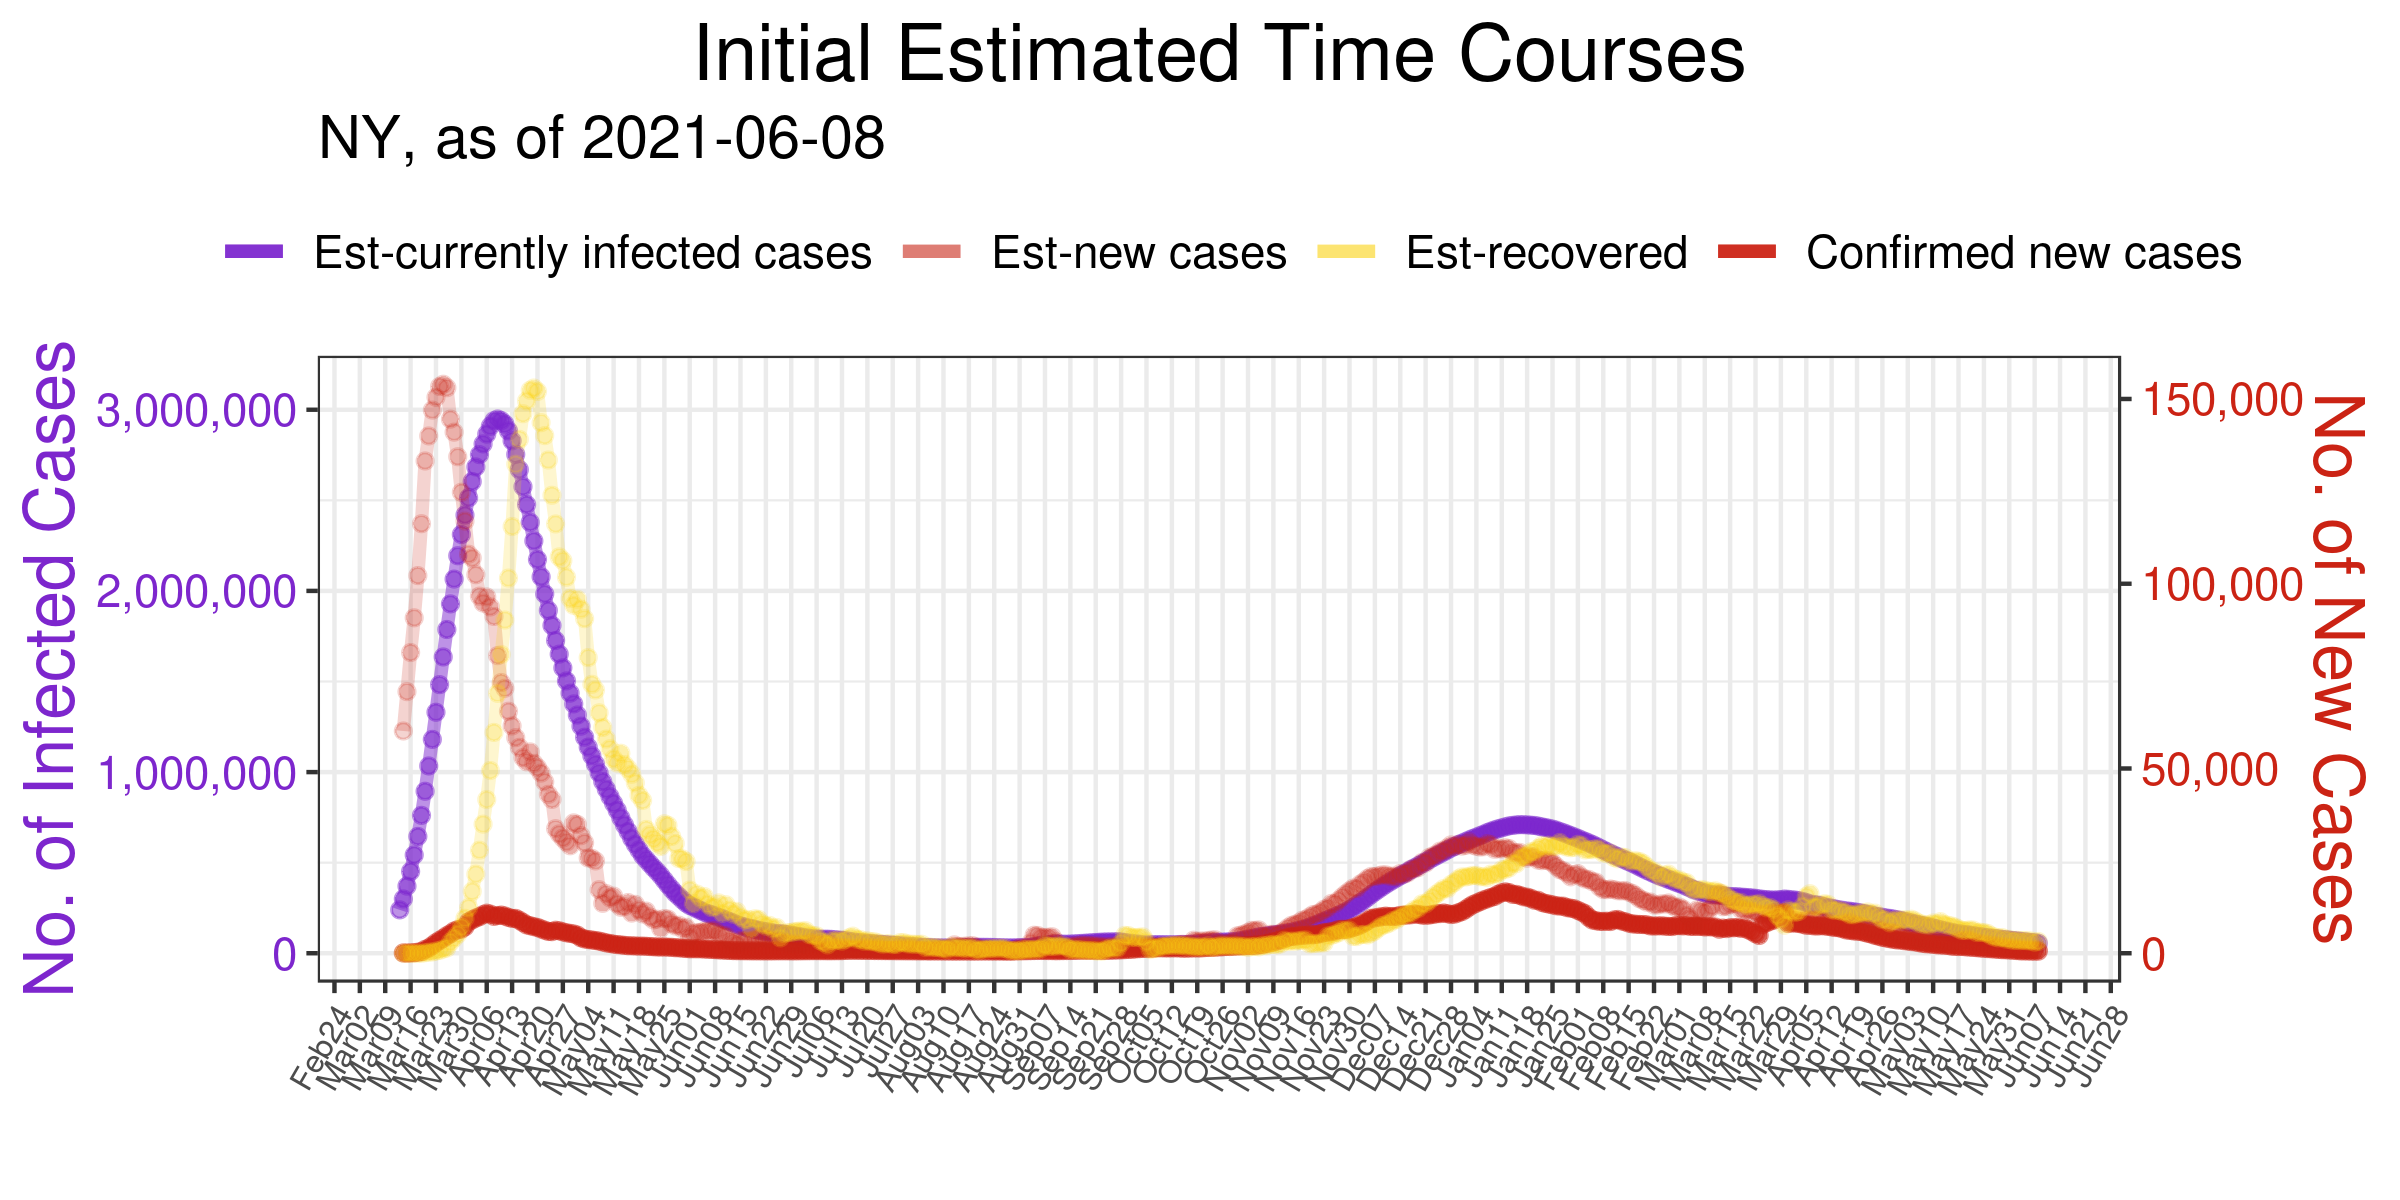 Initial Estimated Time Courses
NY, as of 2021-06-08
Est-currently infected cases Est-new cases Est-recovered Confirmed new cases
No. of Infected Cases
3,000,000
2,000,000
1,000,000
0
150,000
100,000
50,000
0
No. of New Cases
Feb24 Mar02 Mar09 Mar16 Mar23 Mar30 Apr06 Apr13 Apr20 Apr27 May04 May11 May18 May25 Jun01 Jun08 Jun15 Jun22 Jun29 Jul06 Jul13 Jul20 Jul27 Aug03 Aug10 Aug17 Aug24 Aug31 Sep07 Sep14 Sep21 Sep28 Oct05 Oct12 Oct19 Oct26 Nov02 Nov09 Nov16 Nov23 Nov30 Dec07 Dec14 Dec21 Dec28 Jan04 Jan11 Jan18 Jan25 Feb01 Feb08 Feb15 Feb22 Mar01 Mar08 Mar15 Mar22 Mar29 Apr05 Apr12 Apr19 Apr26 May03 May10 May17 May24 May31 Jun07 Jun14 Jun21 Jun28